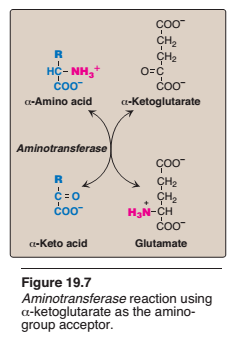 COO⁻
CH₂
R
CH₂
HC-NH₃⁺
O=C
COO⁻
COO⁻
α-Amino acid
α-Ketoglutarate
Aminotransferase
COO⁻
R
CH₂
C=O
CH₂
COO⁻
H₃N-CH
+
COO⁻
α-Keto acid
Glutamate
Figure 19.7
Aminotransferase reaction using
α-ketoglutarate as the amino-
group acceptor.